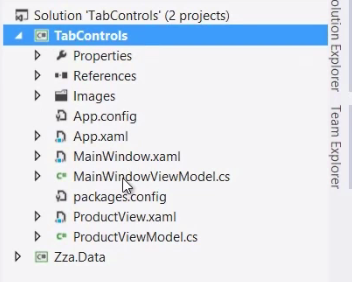 Solution 'TabControls' (2 projects)
TabControls
Properties
References
Images
App.config
App.xaml
MainWindow.xaml
MainWindowViewModel.cs
packages.config
ProductView.xaml
ProductViewModel.cs
Zza.Data
olution Explorer
Team Explorer